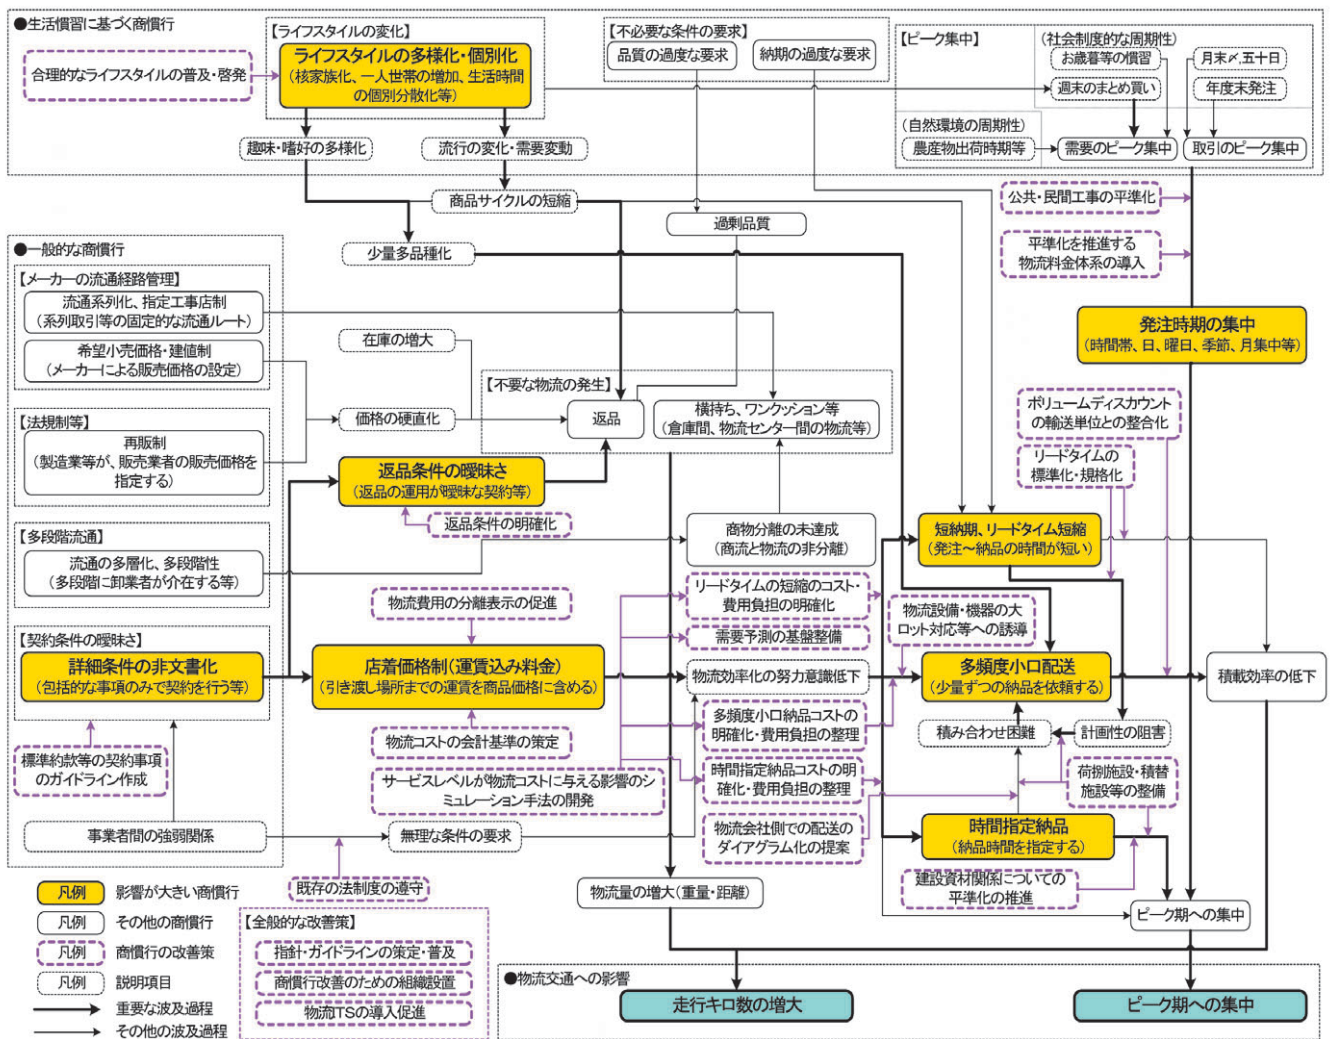 ●生活慣習に基づく商慣行
【ライフスタイルの変化】
ライフスタイルの多様化・個別化
(核家族化、一人世帯の増加、生活時間
の個別分散化等)
合理的なライフスタイルの普及・啓発
趣味・嗜好の多様化
流行の変化・需要変動
【不必要な条件の要求】
品質の過度な要求
納期の過度な要求
【ピーク集中】
(社会制度的な周期性)
お歳暮等の慣習
週末のまとめ買い
月末〆,五十日
年度末発注
(自然環境の周期性)
農産物出荷時期等
需要のピーク集中
取引のピーク集中
商品サイクルの短縮
過剰品質
少量多品種化
公共・民間工事の平準化
平準化を推進する
物流料金体系の導入
発注時期の集中
(時間帯、日、曜日、季節、月集中等)
●一般的な商慣行
【メーカーの流通経路管理】
流通系列化、指定工事店制
(系列取引等の固定的な流通ルート)
希望小売価格・建値制
(メーカーによる販売価格の設定)
【法規制等】
再販制
(製造業等が、販売業者の販売価格を
指定する)
【多段階流通】
流通の多層化、多段階性
(多段階に卸業者が介在する等)
【契約条件の曖昧さ】
詳細条件の非文書化
(包括的な事項のみで契約を行う等)
標準約款等の契約事項
のガイドライン作成
事業者間の強弱関係
在庫の増大
価格の硬直化
【不要な物流の発生】
返品
横持ち、ワンクッション等
(倉庫間、物流センター間の物流等)
返品条件の曖昧さ
(返品の運用が曖昧な契約等)
返品条件の明確化
商物分離の未達成
(商流と物流の非分離)
ボリュームディスカウント
の輸送単位との整合化
リードタイムの
標準化・規格化
短納期、リードタイム短縮
(発注～納品の時間が短い)
物流費用の分離表示の促進
店着価格制(運賃込み料金)
(引き渡し場所までの運賃を商品価格に含める)
物流コストの会計基準の策定
サービスレベルが物流コストに与える影響のシ
ミュレーション手法の開発
無理な条件の要求
既存の法制度の遵守
リードタイムの短縮のコスト・
費用負担の明確化
需要予測の基盤整備
物流効率化の努力意識低下
多頻度小口納品コストの
明確化・費用負担の整理
時間指定納品コストの明
確化・費用負担の整理
物流会社側での配送の
ダイアグラム化の提案
物流設備・機器の大
ロット対応等への誘導
多頻度小口配送
(少量ずつの納品を依頼する)
積載効率の低下
積み合わせ困難
計画性の阻害
荷捌施設・積替
施設等の整備
時間指定納品
(納品時間を指定する)
建設資材関係についての
平準化の推進
ピーク期への集中
物流量の増大(重量・距離)
凡例 影響が大きい商慣行
凡例 その他の商慣行
凡例 商慣行の改善策
凡例 説明項目
重要な波及過程
その他の波及過程
【全般的な改善策】
指針・ガイドラインの策定・普及
商慣行改善のための組織設置
物流TSの導入促進
●物流交通への影響
走行キロ数の増大
ピーク期への集中